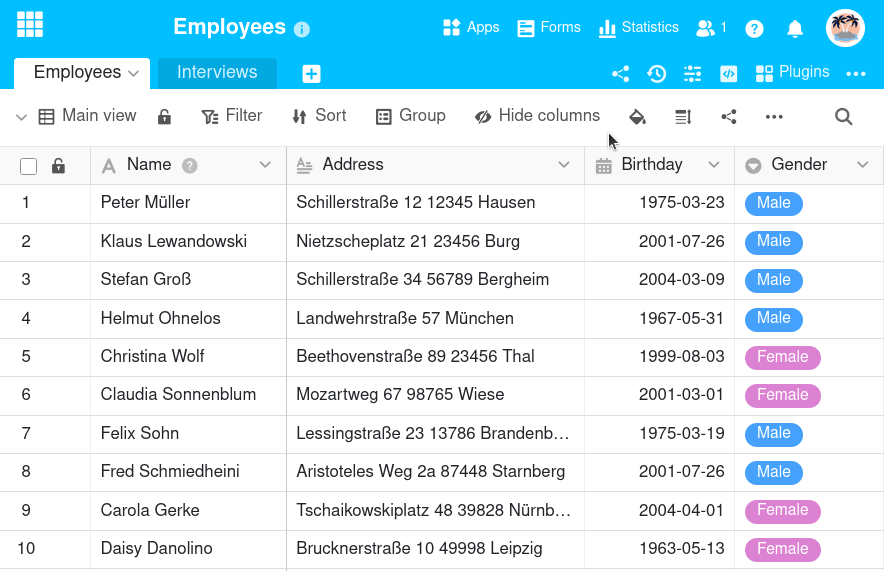 Employees
Apps Forms Statistics 1
Employees Interviews Plugins
Main view Filter Sort Group Hide columns
Name Address Birthday Gender
1 Peter Müller Schillerstraße 12 12345 Hausen 1975-03-23 Male
2 Klaus Lewandowski Nietzscheplatz 21 23456 Burg 2001-07-26 Male
3 Stefan Groß Schillerstraße 34 56789 Bergheim 2004-03-09 Male
4 Helmut Ohnelos Landwehrstraße 57 München 1967-05-31 Male
5 Christina Wolf Beethovenstraße 89 23456 Thal 1999-08-03 Female
6 Claudia Sonnenblum Mozartweg 67 98765 Wiese 2001-03-01 Female
7 Felix Sohn Lessingstraße 23 13786 Brandenb… 1975-03-19 Male
8 Fred Schmiedheini Aristoteles Weg 2a 87448 Starnberg 2001-07-26 Male
9 Carola Gerke Tschaikowskiplatz 48 39828 Nürnb… 2004-04-01 Female
10 Daisy Danolino Brucknerstraße 10 49998 Leipzig 1963-05-13 Female